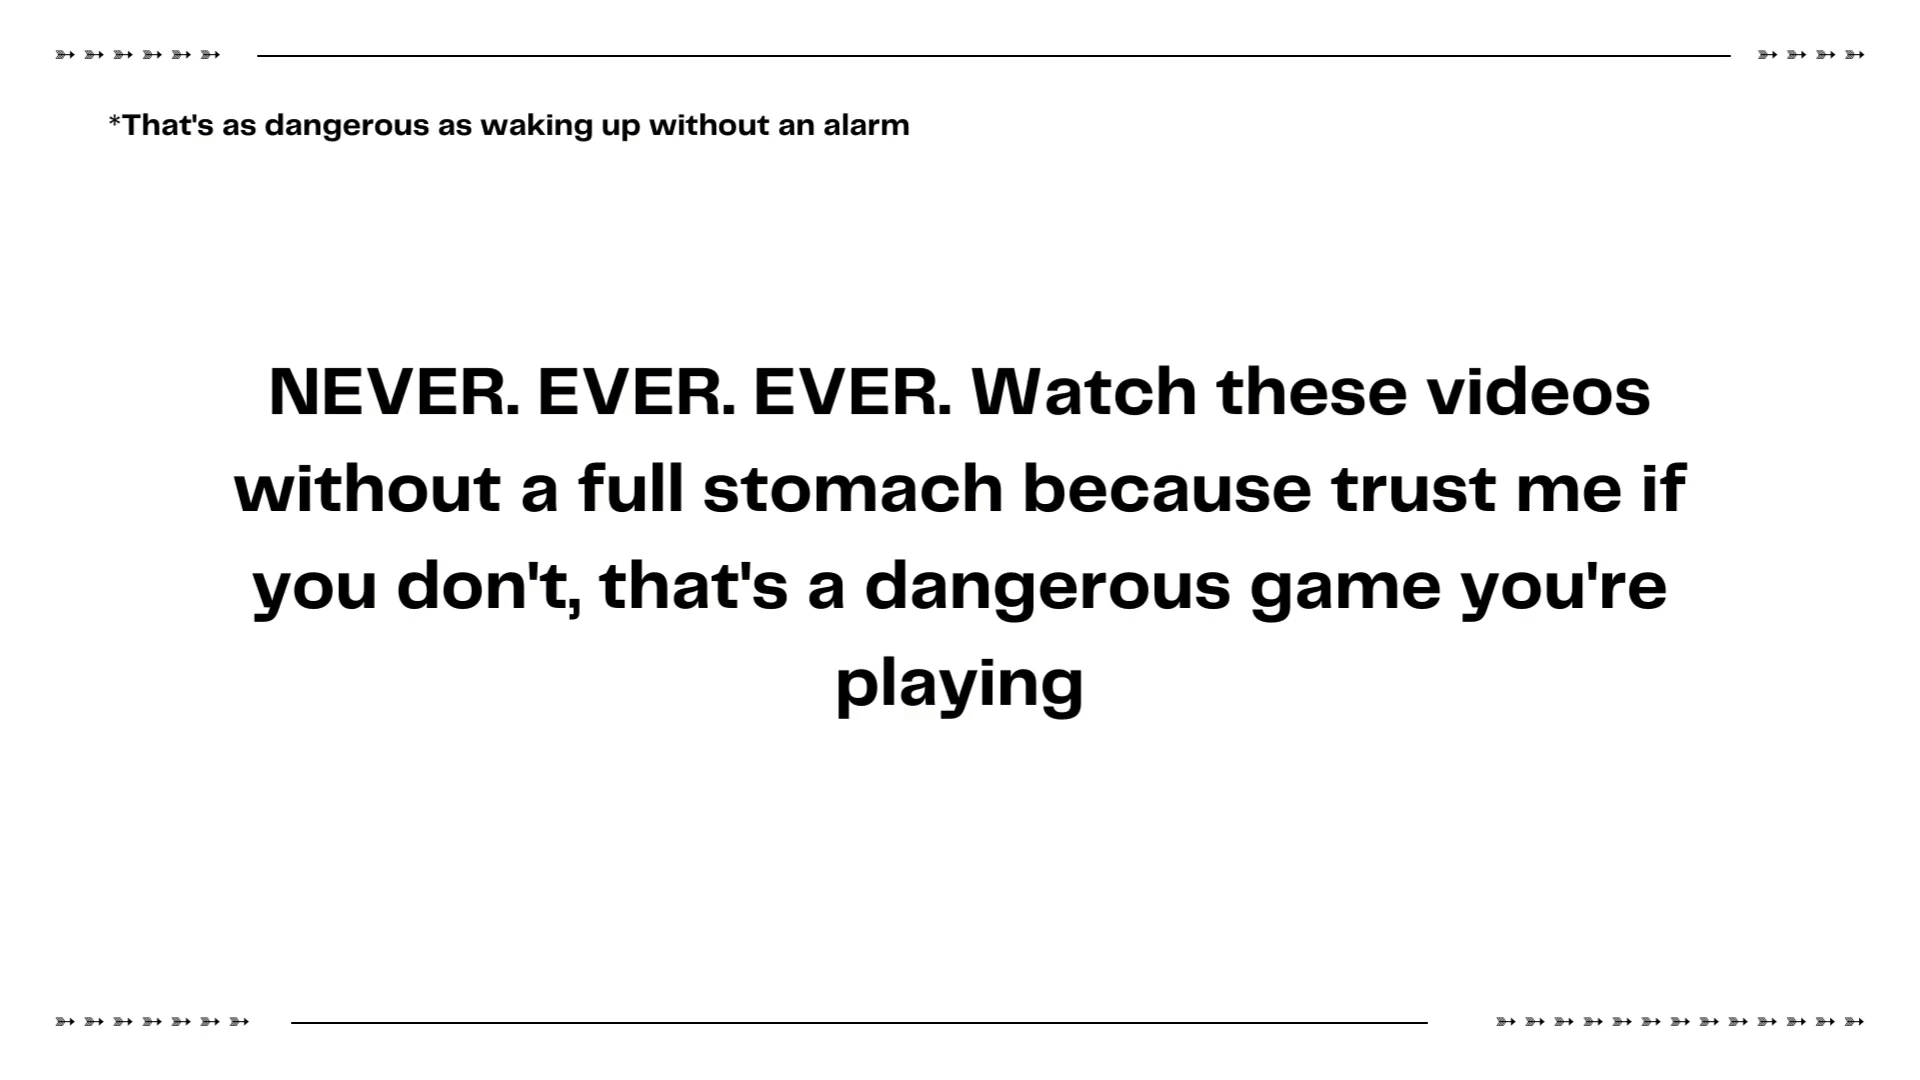 *That's as dangerous as waking up without an alarm
NEVER. EVER. EVER. Watch these videos
without a full stomach because trust me if
you don't, that's a dangerous game you're
playing